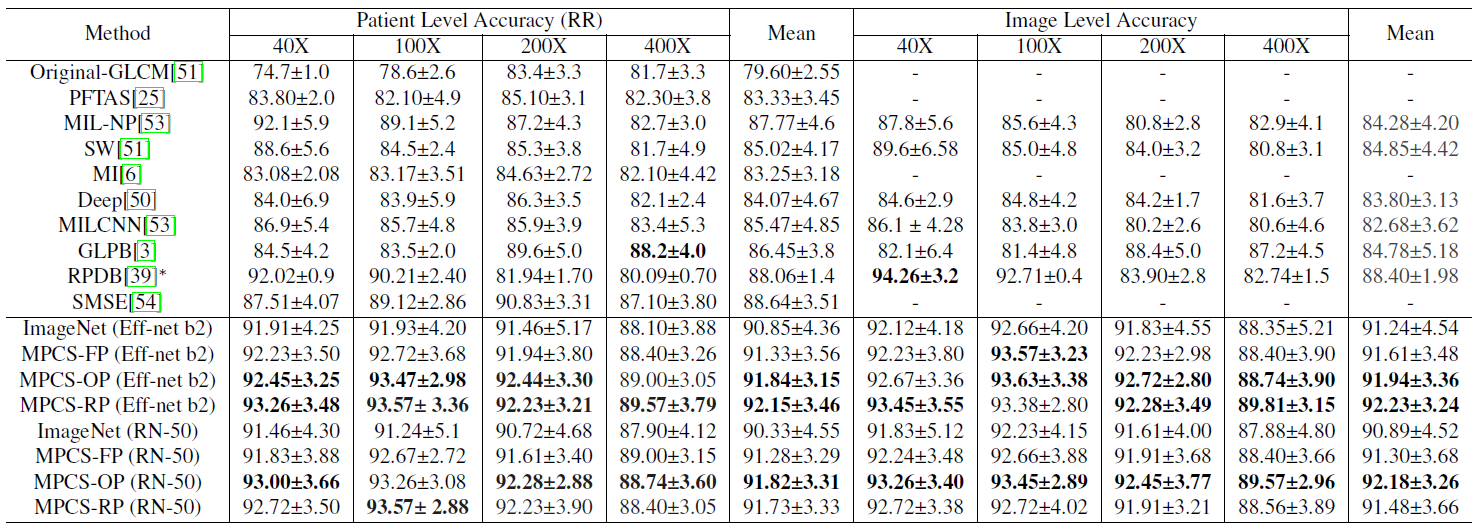 Method Patient Level Accuracy (RR) Mean Image Level Accuracy Mean
40X 100X 200X 400X 40X 100X 200X 400X
Original-GLCM[51] 74.7±1.0 78.6±2.6 83.4±3.3 81.7±3.3 79.60±2.55 - - - - -
PFTAS[25] 83.80±2.0 82.10±4.9 85.10±3.1 82.30±3.8 83.33±3.45 - - - - -
MIL-NP[53] 92.1±5.9 89.1±5.2 87.2±4.3 82.7±3.0 87.77±4.6 87.8±5.6 85.6±4.3 80.8±2.8 82.9±4.1 84.28±4.20
SW[51] 88.6±5.6 84.5±2.4 85.3±3.8 81.7±4.9 85.02±4.17 89.6±6.58 85.0±4.8 84.0±3.2 80.8±3.1 84.85±4.42
MI[6] 83.08±2.08 83.17±3.51 84.63±2.72 82.10±4.42 83.25±3.18 - - - - -
Deep[50] 84.0±6.9 83.9±5.9 86.3±3.5 82.1±2.4 84.07±4.67 84.6±2.9 84.8±4.2 84.2±1.7 81.6±3.7 83.80±3.13
MILCNN[53] 86.9±5.4 85.7±4.8 85.9±3.9 83.4±5.3 85.47±4.85 86.1 ± 4.28 83.8±3.0 80.2±2.6 80.6±4.6 82.68±3.62
GLPB[3] 84.5±4.2 83.5±2.0 89.6±5.0 88.2±4.0 86.45±3.8 82.1±6.4 81.4±4.8 88.4±5.0 87.2±4.5 84.78±5.18
RPDB[39]* 92.02±0.9 90.21±2.40 81.94±1.70 80.09±0.70 88.06±1.4 94.26±3.2 92.71±0.4 83.90±2.8 82.74±1.5 88.40±1.98
SMSE[54] 87.51±4.07 89.12±2.86 90.83±3.31 87.10±3.80 88.64±3.51 - - - - -
ImageNet (Eff-net b2) 91.91±4.25 91.93±4.20 91.46±5.17 88.10±3.88 90.85±4.36 92.12±4.18 92.66±4.20 91.83±4.55 88.35±5.21 91.24±4.54
MPCS-FP (Eff-net b2) 92.23±3.50 92.72±3.68 91.94±3.80 88.40±3.26 91.33±3.56 92.23±3.80 93.57±3.23 92.23±2.98 88.40±3.90 91.61±3.48
MPCS-OP (Eff-net b2) 92.45±3.25 93.47±2.98 92.44±3.30 89.00±3.05 91.84±3.15 92.67±3.36 93.63±3.38 92.72±2.80 88.74±3.90 91.94±3.36
MPCS-RP (Eff-net b2) 93.26±3.48 93.57± 3.36 92.23±3.21 89.57±3.79 92.15±3.46 93.45±3.55 93.38±2.80 92.28±3.49 89.81±3.15 92.23±3.24
ImageNet (RN-50) 91.46±4.30 91.24±5.1 90.72±4.68 87.90±4.12 90.33±4.55 91.83±5.12 92.23±4.15 91.61±4.00 87.88±4.80 90.89±4.52
MPCS-FP (RN-50) 91.83±3.88 92.67±2.72 91.61±3.40 89.00±3.15 91.28±3.29 92.24±3.48 92.66±3.88 91.91±3.68 88.40±3.66 91.30±3.68
MPCS-OP (RN-50) 93.00±3.66 93.26±3.08 92.28±2.88 88.74±3.60 91.82±3.31 93.26±3.40 93.45±2.89 92.45±3.77 89.57±2.96 92.18±3.26
MPCS-RP (RN-50) 92.72±3.50 93.57± 2.88 92.23±3.90 88.40±3.05 91.73±3.33 92.72±3.38 92.72±4.02 91.91±3.21 88.56±3.89 91.48±3.66